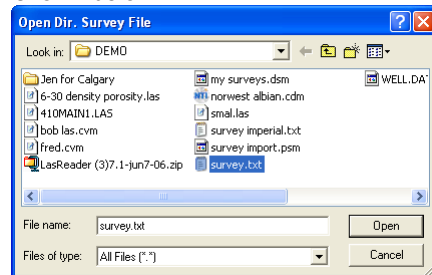 Open Dir. Survey File
Look in: DEMO
Jen for Calgary
6-30 density porosity.las
410MAIN1.LAS
bob las.cvm
fred.cvm
LasReader (3)7.1-jun7-06.zip
my surveys.dsm
norwest albian.cdm
smal.las
survey imperial.txt
survey import.psm
survey.txt
WELL.DA
File name: survey.txt
Open
Files of type: All Files (*.*)
Cancel